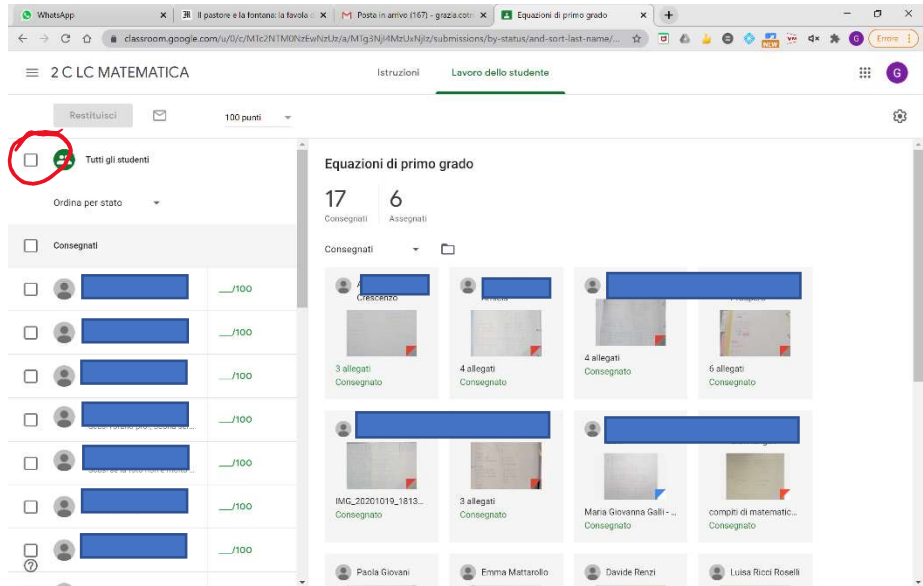 WhatsApp
Il pastore e la fontana: la favola d
Posta in arrivo (167) - grazia.cotr
Equazioni di primo grado
classroom.google.com/u/0/c/
/submissions/by-status/and-sort-last-name/...
NEW
G
Errore
2 C LC MATEMATICA
Istruzioni
Lavoro dello studente
G
Restituisci
100 punti
Tutti gli studenti
Ordina per stato
Consegnati
__/100
__/100
__/100
__/100
__/100
__/100
__/100
Equazioni di primo grado
17
6
Consegnati
Assegnati
Consegnati
Crescenzo
3 allegati
Consegnato
4 allegati
Consegnato
4 allegati
Consegnato
6 allegati
Consegnato
IMG_20201019_1813...
Consegnato
3 allegati
Consegnato
Maria Giovanna Galli - ...
Consegnato
compiti di matematic...
Consegnato
Paola Giovani
Emma Mattarollo
Davide Renzi
Luisa Ricci Roselli